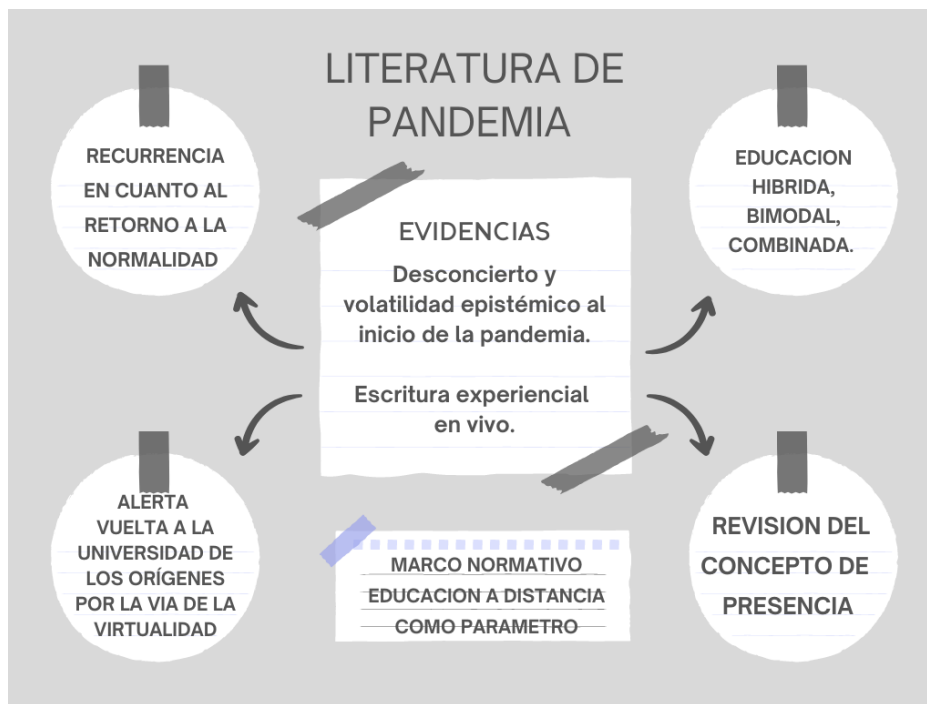 LITERATURA DE
PANDEMIA
RECURRENCIA
EN CUANTO AL
RETORNO A LA
NORMALIDAD
EVIDENCIAS
Desconcierto y
volatilidad epistémico al
inicio de la pandemia.
Escritura experiencial
en vivo.
EDUCACION
HIBRIDA,
BIMODAL,
COMBINADA.
ALERTA
VUELTA A LA
UNIVERSIDAD DE
LOS ORÍGENES
POR LA VIA DE LA
VIRTUALIDAD
MARCO NORMATIVO
EDUCACION A DISTANCIA
COMO PARAMETRO
REVISION DEL
CONCEPTO DE
PRESENCIA